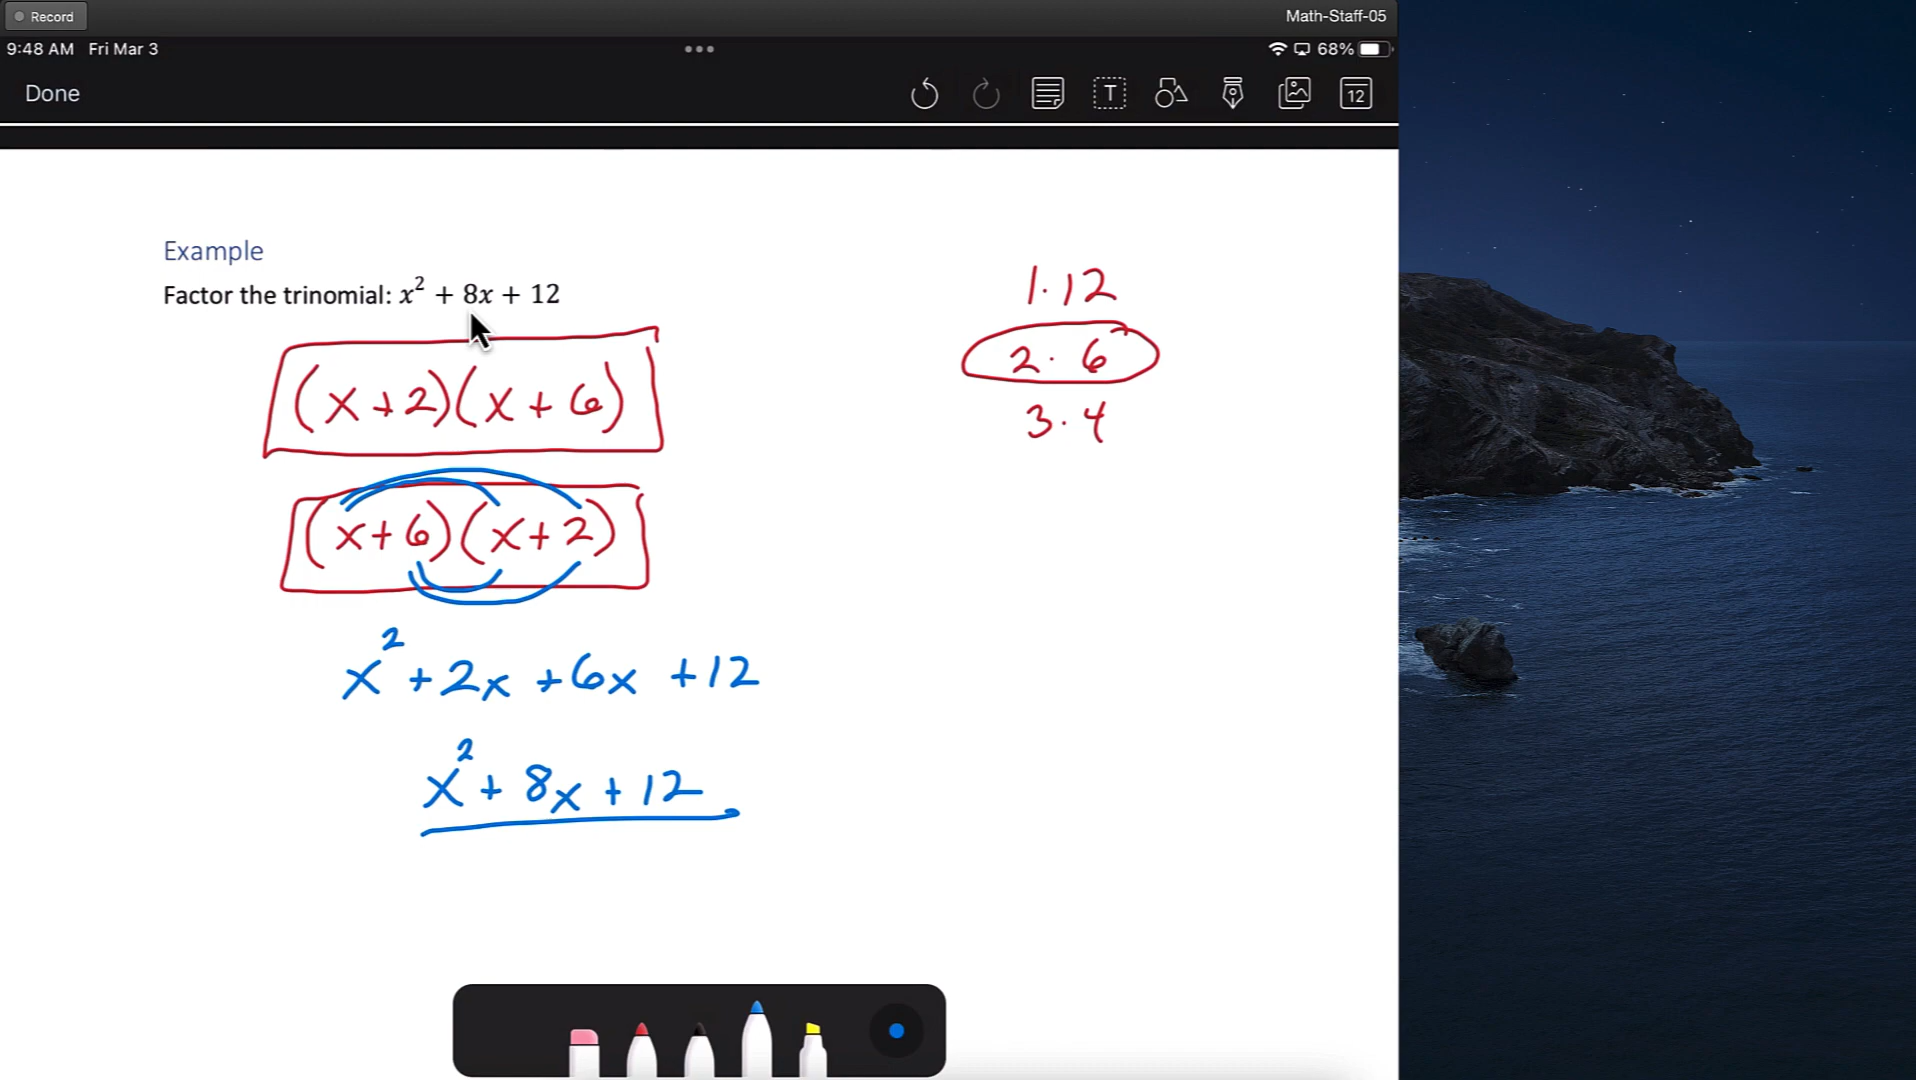 Record
Math-Staff-05
9:48 AM Fri Mar 3
68%
Done
T
12
Example
Factor the trinomial: x² + 8x + 12
(x+2)(x+6)
(x+6)(x+2)
x² +2x +6x +12
x² + 8x + 12
1·12
2·6
3·4